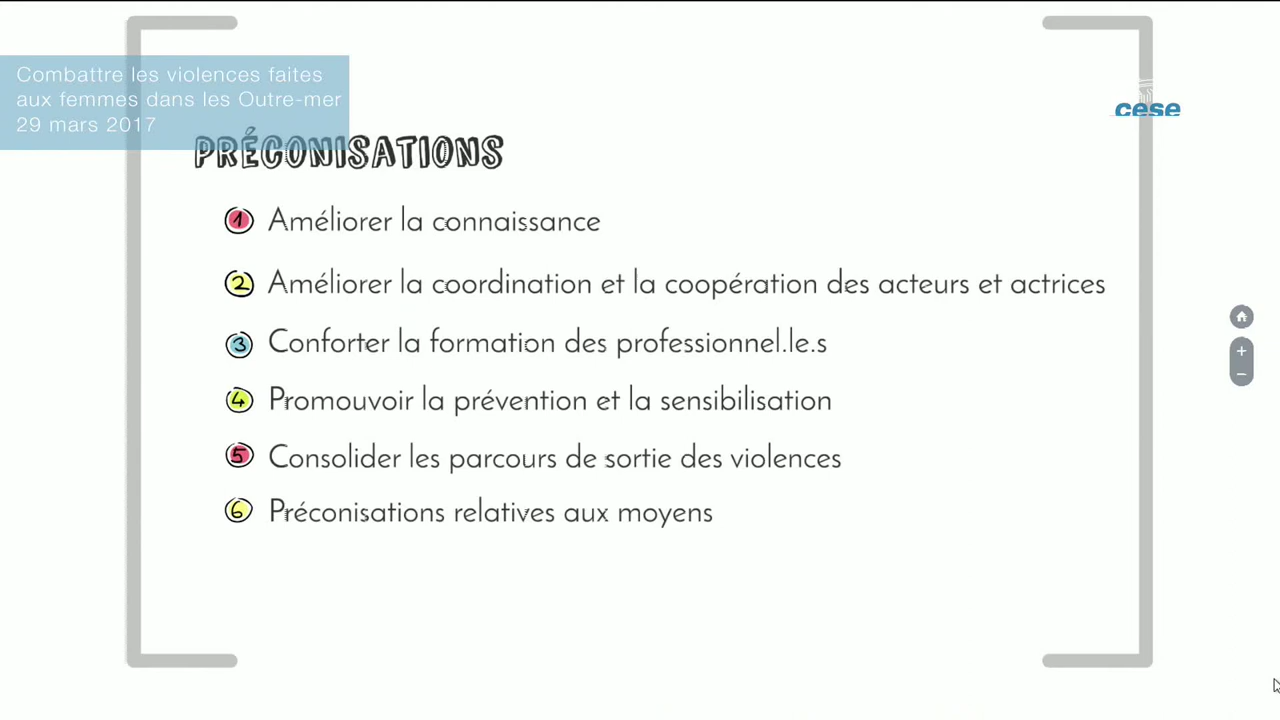 Combattre les violences faites
aux femmes dans les Outre-mer
29 mars 2017
cese
PRÉCONISATIONS
1 Améliorer la connaissance
2 Améliorer la coordination et la coopération des acteurs et actrices
3 Conforter la formation des professionnel.le.s
4 Promouvoir la prévention et la sensibilisation
5 Consolider les parcours de sortie des violences
6 Préconisations relatives aux moyens